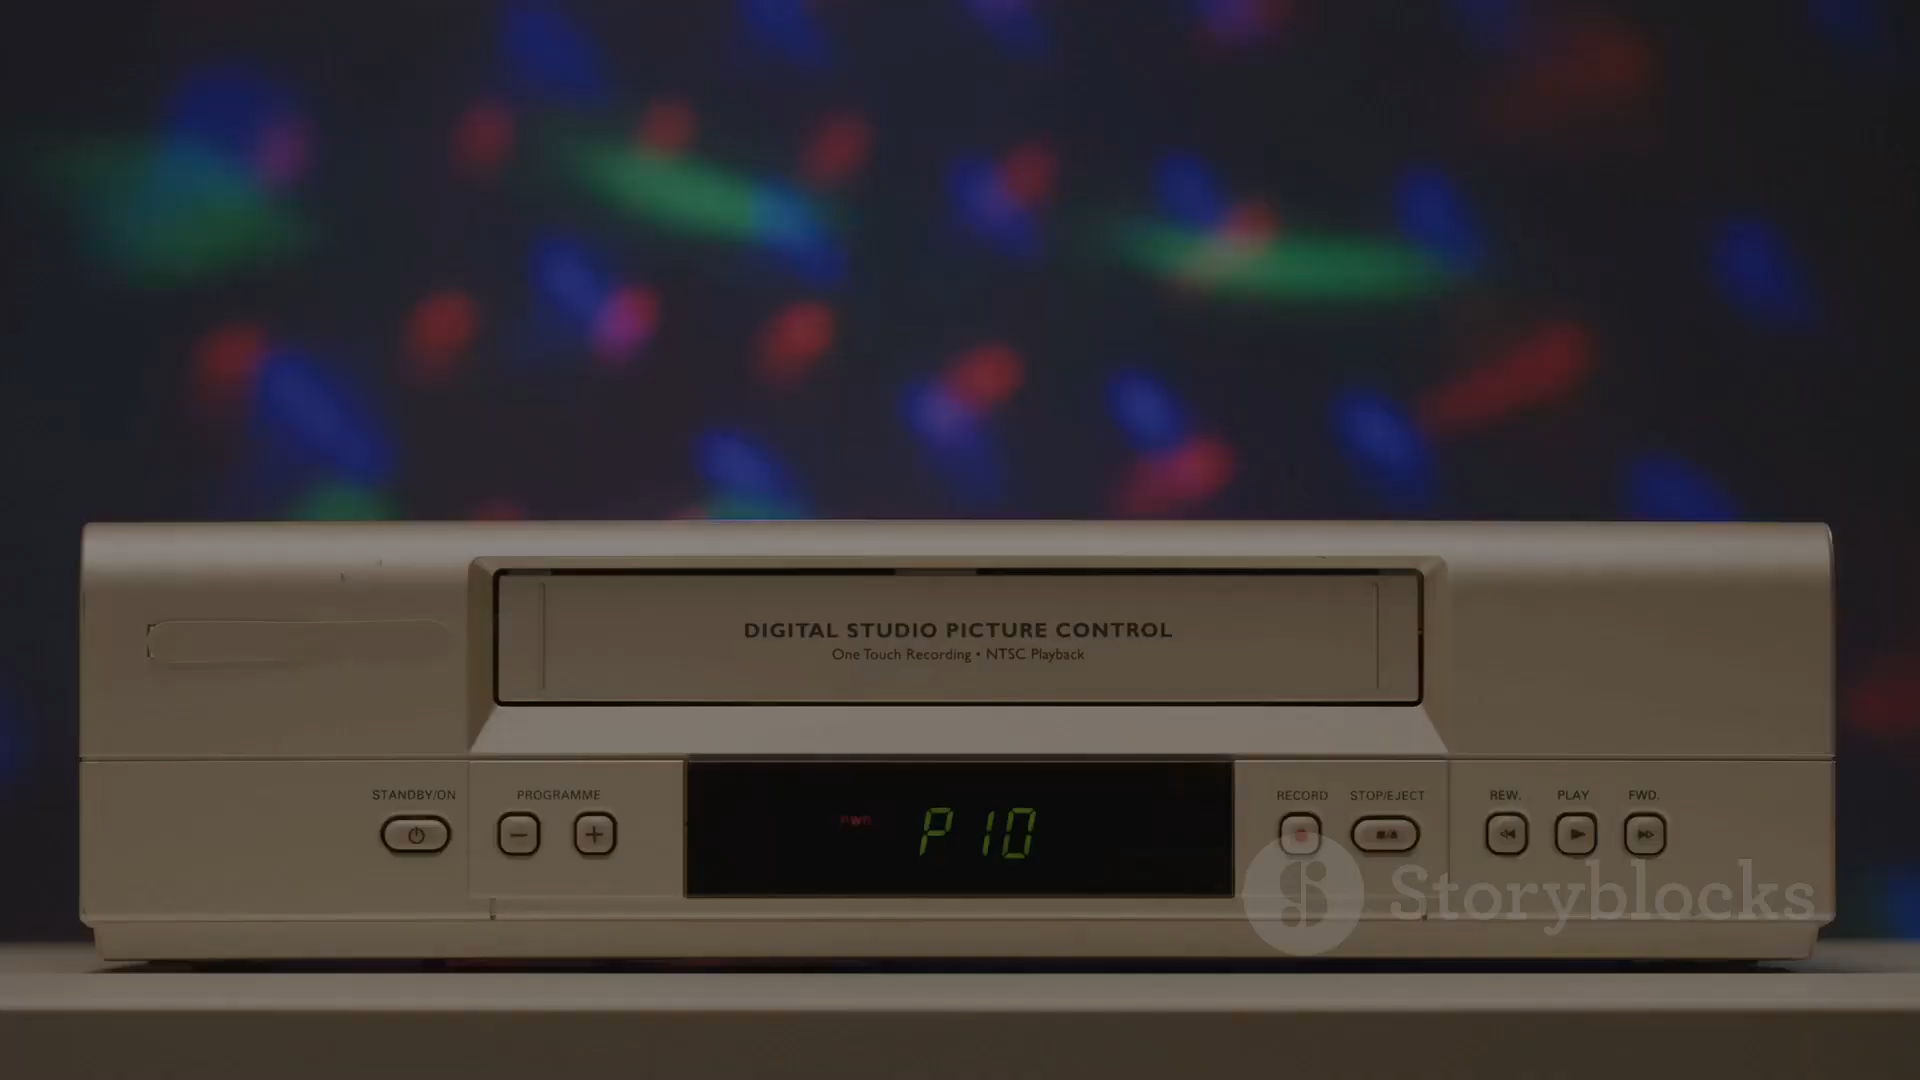 DIGITAL STUDIO PICTURE CONTROL
One Touch Recording • NTSC Playback
STANDBY/ON
PROGRAMME
RECORD
STOP/EJECT
REW.
PLAY
FWD.
PWR
P 10
Storyblocks